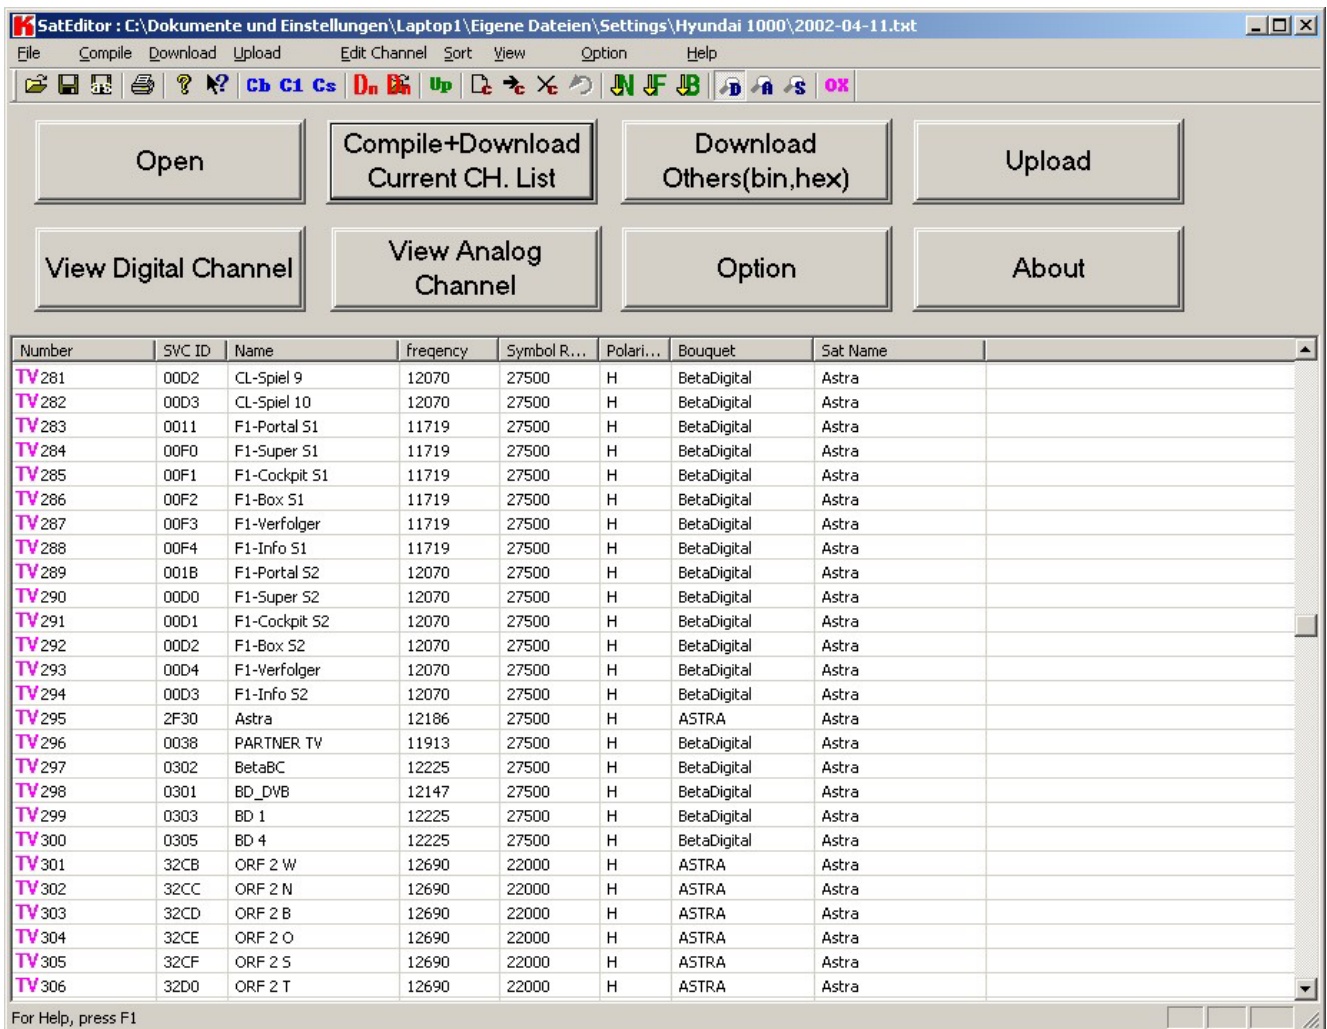 SatEditor : C:\Dokumente und Einstellungen\Laptop1\Eigene Dateien\Settings\Hyundai 1000\2002-04-11.txt
File Compile Download Upload Edit Channel Sort View Option Help
Cb C1 Cs Dn Dn Up c c c N F B D A S OX
Open Compile+Download Current CH. List Download Others(bin,hex) Upload
View Digital Channel View Analog Channel Option About
Number SVC ID Name freqency Symbol R... Polari... Bouquet Sat Name
TV 281 00D2 CL-Spiel 9 12070 27500 H BetaDigital Astra
TV 282 00D3 CL-Spiel 10 12070 27500 H BetaDigital Astra
TV 283 0011 F1-Portal S1 11719 27500 H BetaDigital Astra
TV 284 00F0 F1-Super S1 11719 27500 H BetaDigital Astra
TV 285 00F1 F1-Cockpit S1 11719 27500 H BetaDigital Astra
TV 286 00F2 F1-Box S1 11719 27500 H BetaDigital Astra
TV 287 00F3 F1-Verfolger 11719 27500 H BetaDigital Astra
TV 288 00F4 F1-Info S1 11719 27500 H BetaDigital Astra
TV 289 001B F1-Portal S2 12070 27500 H BetaDigital Astra
TV 290 00D0 F1-Super S2 12070 27500 H BetaDigital Astra
TV 291 00D1 F1-Cockpit S2 12070 27500 H BetaDigital Astra
TV 292 00D2 F1-Box S2 12070 27500 H BetaDigital Astra
TV 293 00D4 F1-Verfolger 12070 27500 H BetaDigital Astra
TV 294 00D3 F1-Info S2 12070 27500 H BetaDigital Astra
TV 295 2F30 Astra 12186 27500 H ASTRA Astra
TV 296 0038 PARTNER TV 11913 27500 H BetaDigital Astra
TV 297 0302 BetaBC 12225 27500 H BetaDigital Astra
TV 298 0301 BD_DVB 12147 27500 H BetaDigital Astra
TV 299 0303 BD 1 12225 27500 H BetaDigital Astra
TV 300 0305 BD 4 12225 27500 H BetaDigital Astra
TV 301 32CB ORF 2 W 12690 22000 H ASTRA Astra
TV 302 32CC ORF 2 N 12690 22000 H ASTRA Astra
TV 303 32CD ORF 2 B 12690 22000 H ASTRA Astra
TV 304 32CE ORF 2 O 12690 22000 H ASTRA Astra
TV 305 32CF ORF 2 S 12690 22000 H ASTRA Astra
TV 306 32D0 ORF 2 T 12690 22000 H ASTRA Astra
For Help, press F1